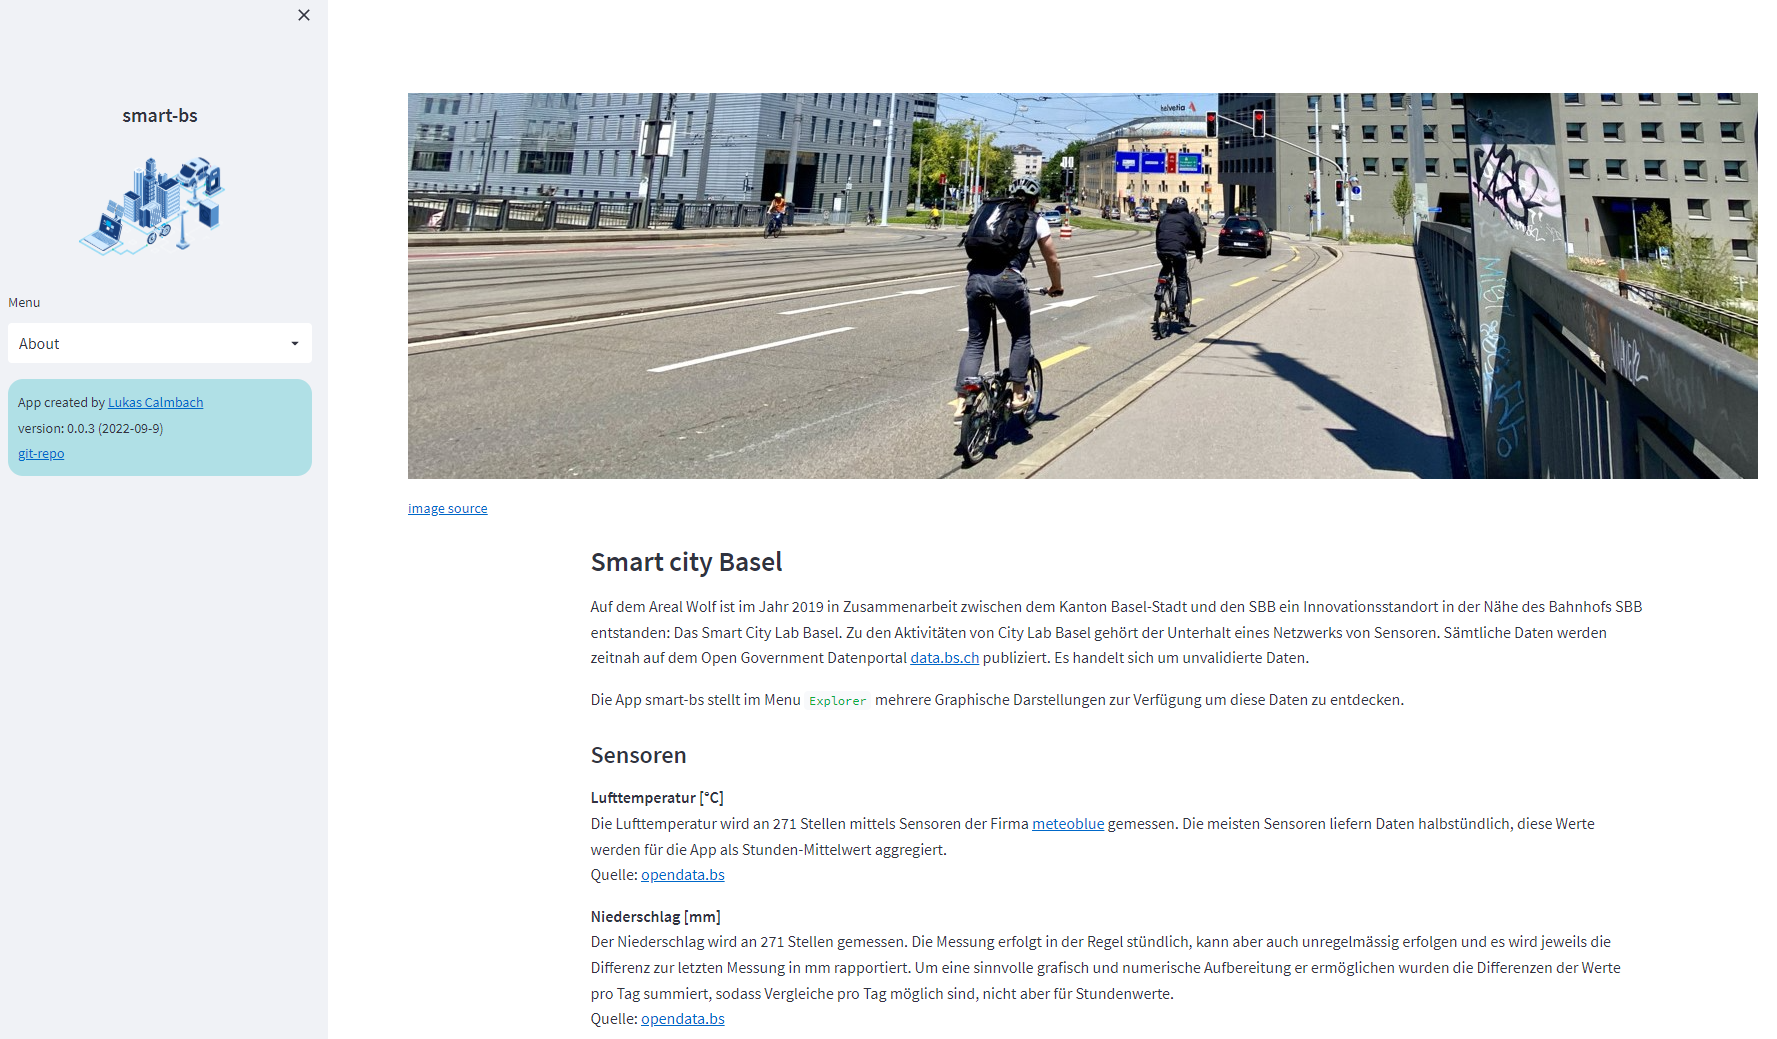 smart-bs
Menu
About
App created by Lukas Calmbach
version: 0.0.3 (2022-09-9)
git-repo
helvetia
image source
Smart city Basel
Auf dem Areal Wolf ist im Jahr 2019 in Zusammenarbeit zwischen dem Kanton Basel-Stadt und den SBB ein Innovationsstandort in der Nähe des Bahnhofs SBB
entstanden: Das Smart City Lab Basel. Zu den Aktivitäten von City Lab Basel gehört der Unterhalt eines Netzwerks von Sensoren. Sämtliche Daten werden
zeitnah auf dem Open Government Datenportal data.bs.ch publiziert. Es handelt sich um unvalidierte Daten.
Die App smart-bs stellt im Menu Explorer mehrere Graphische Darstellungen zur Verfügung um diese Daten zu entdecken.
Sensoren
Lufttemperatur [°C]
Die Lufttemperatur wird an 271 Stellen mittels Sensoren der Firma meteoblue gemessen. Die meisten Sensoren liefern Daten halbstündlich, diese Werte
werden für die App als Stunden-Mittelwert aggregiert.
Quelle: opendata.bs
Niederschlag [mm]
Der Niederschlag wird an 271 Stellen gemessen. Die Messung erfolgt in der Regel stündlich, kann aber auch unregelmässig erfolgen und es wird jeweils die
Differenz zur letzten Messung in mm rapportiert. Um eine sinnvolle grafisch und numerische Aufbereitung er ermöglichen wurden die Differenzen der Werte
pro Tag summiert, sodass Vergleiche pro Tag möglich sind, nicht aber für Stundenwerte.
Quelle: opendata.bs